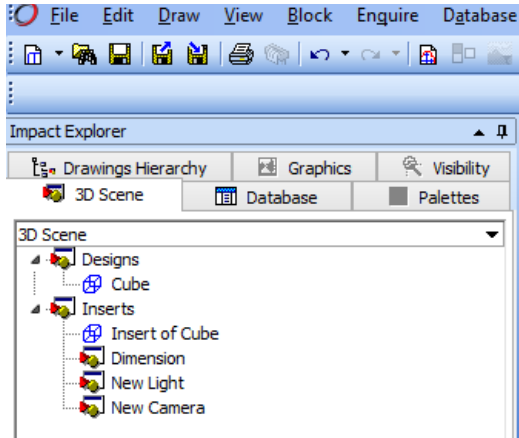 File Edit Draw View Block Enquire Database
Impact Explorer
Drawings Hierarchy Graphics Visibility
3D Scene Database Palettes
3D Scene
Designs
Cube
Inserts
Insert of Cube
Dimension
New Light
New Camera